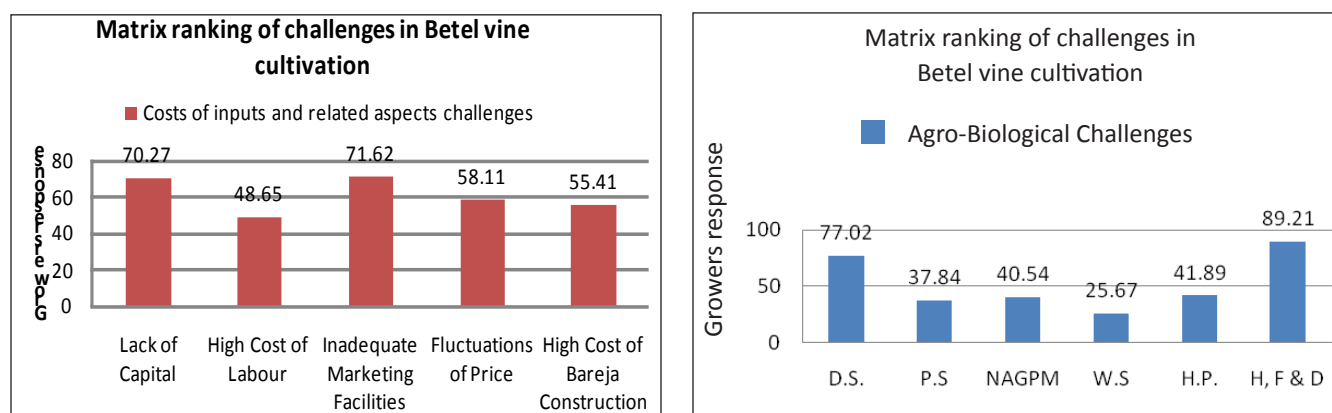 Matrix ranking of challenges in Betel vine
cultivation
Costs of inputs and related aspects challenges
Growers response
80
60
40
20
0
70.27
48.65
71.62
58.11
55.41
Lack of
Capital
High Cost of
Labour
Inadequate
Marketing
Facilities
Fluctuations
of Price
High Cost of
Bareja
Construction
Matrix ranking of challenges in
Betel vine cultivation
Agro-Biological Challenges
Growers response
100
50
0
77.02
37.84
40.54
25.67
41.89
89.21
D.S.
P.S
NAGPM
W.S
H.P.
H, F & D